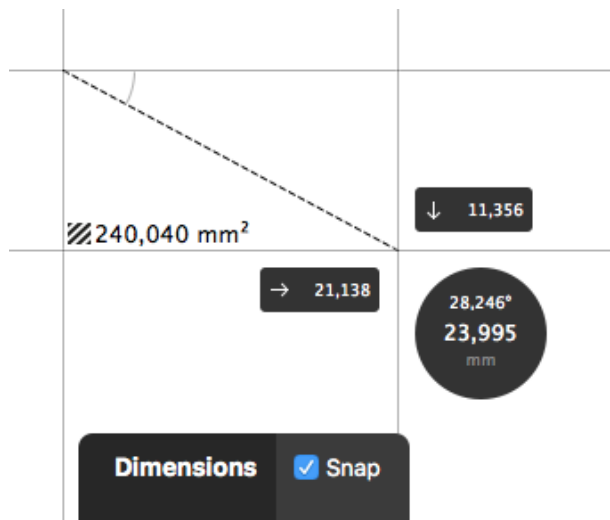 11,356
240,040 mm²
→ 21,138
28,246°
23,995
mm
Dimensions
Snap